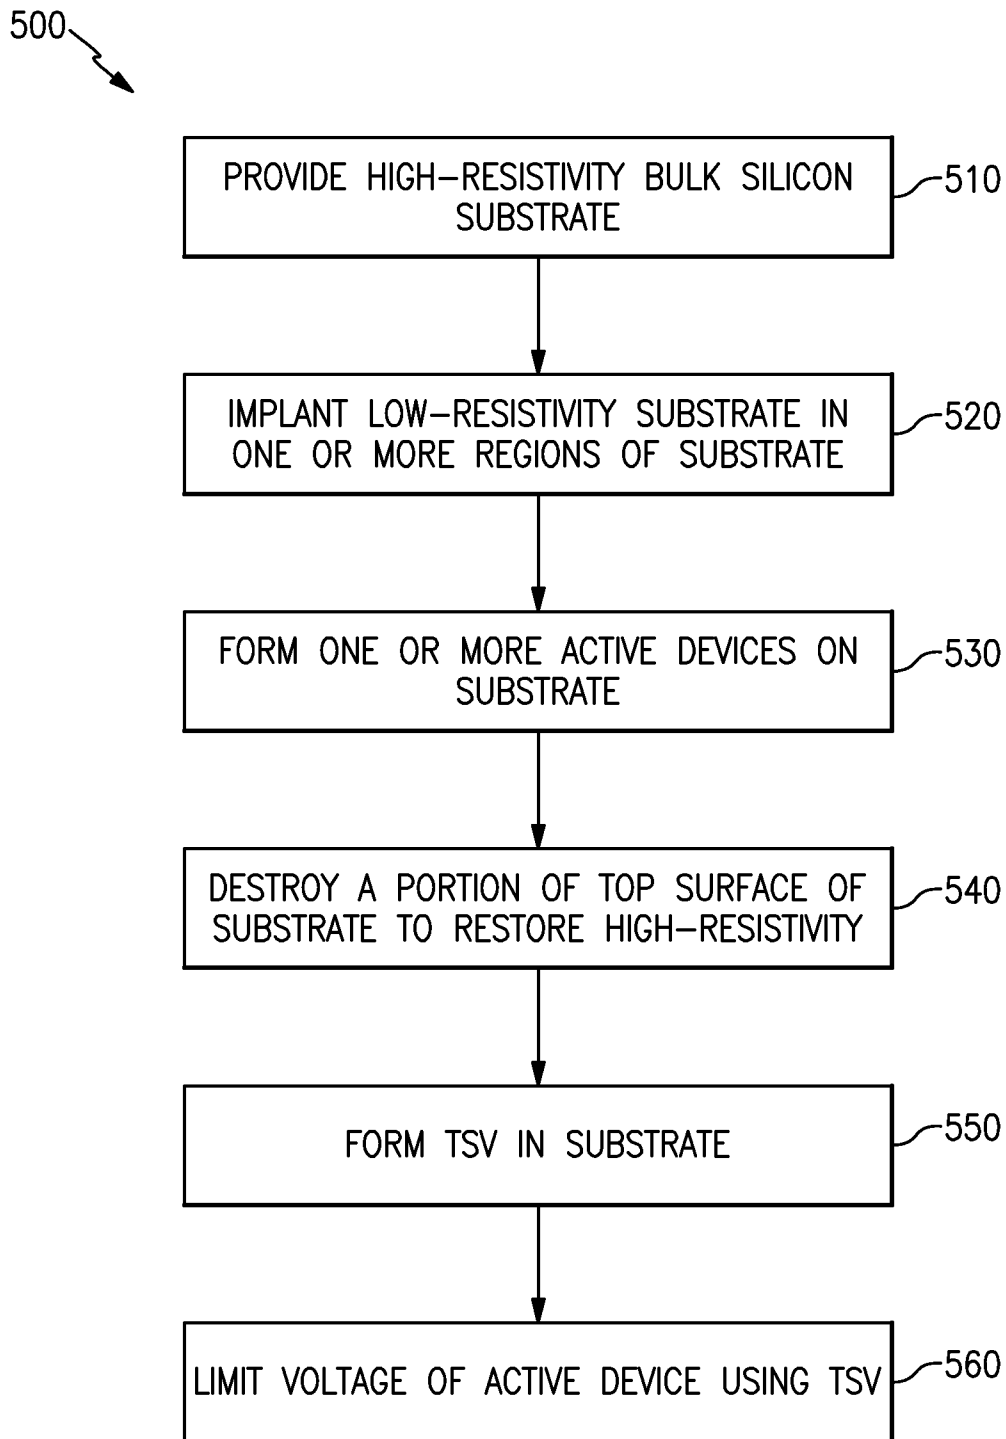 500
PROVIDE HIGH-RESISTIVITY BULK SILICON
SUBSTRATE
510
IMPLANT LOW-RESISTIVITY SUBSTRATE IN
ONE OR MORE REGIONS OF SUBSTRATE
520
FORM ONE OR MORE ACTIVE DEVICES ON
SUBSTRATE
530
DESTROY A PORTION OF TOP SURFACE OF
SUBSTRATE TO RESTORE HIGH-RESISTIVITY
540
FORM TSV IN SUBSTRATE
550
LIMIT VOLTAGE OF ACTIVE DEVICE USING TSV
560